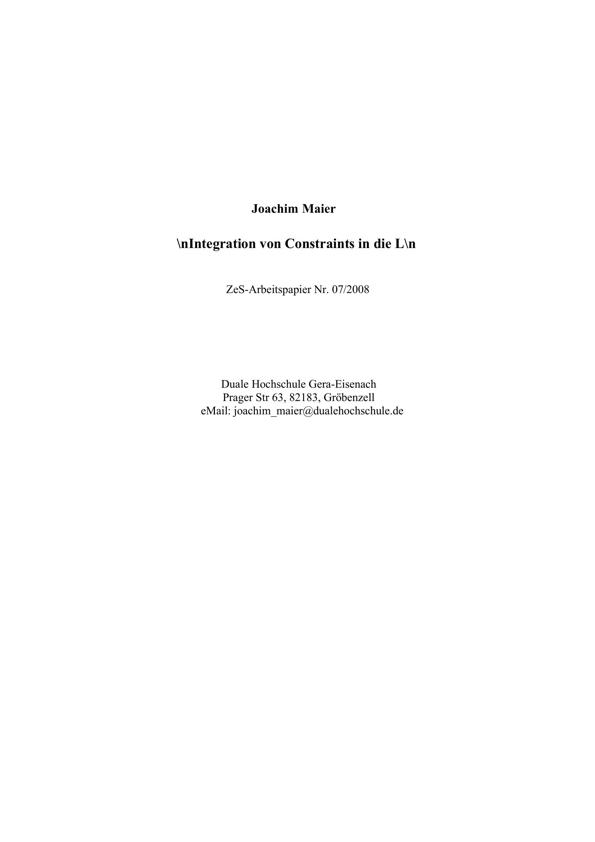 Joachim Maier
\nIntegration von Constraints in die L\n
ZeS-Arbeitspapier Nr. 07/2008
Duale Hochschule Gera-Eisenach
Prager Str 63, 82183, Gröbenzell
eMail: joachim_maier@dualehochschule.de